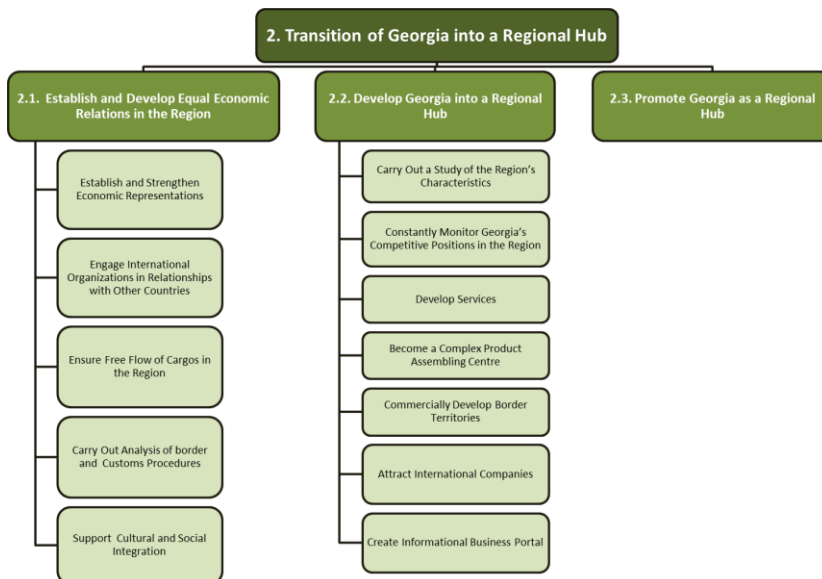 2. Transition of Georgia into a Regional Hub
2.1. Establish and Develop Equal Economic
Relations in the Region
Establish and Strengthen
Economic Representations
Engage International
Organizations in Relationships
with Other Countries
Ensure Free Flow of Cargos in
the Region
Carry Out Analysis of border
and Customs Procedures
Support Cultural and Social
Integration
2.2. Develop Georgia into a Regional
Hub
Carry Out a Study of the Region's
Characteristics
Constantly Monitor Georgia's
Competitive Positions in the Region
Develop Services
Become a Complex Product
Assembling Centre
Commercially Develop Border
Territories
Attract International Companies
Create Informational Business Portal
2.3. Promote Georgia as a Regional
Hub